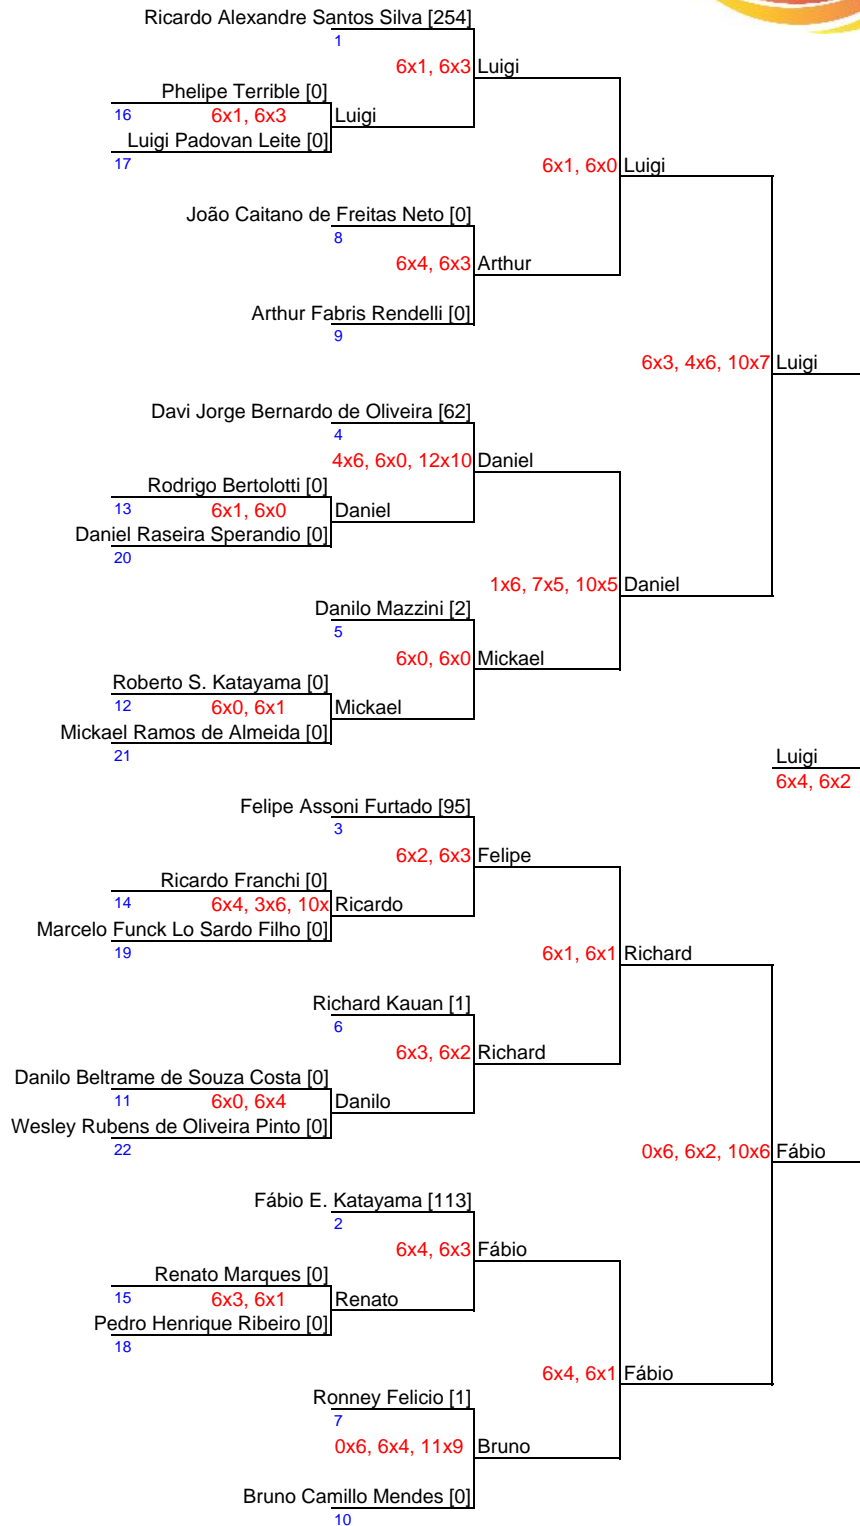 Ricardo Alexandre Santos Silva [254]
1
6x1, 6x3 Luigi
Phelipe Terrible [0]
16 6x1, 6x3 Luigi
Luigi Padovan Leite [0]
17
6x1, 6x0 Luigi
João Caitano de Freitas Neto [0]
8
6x4, 6x3 Arthur
Arthur Fabris Rendelli [0]
9
6x3, 4x6, 10x7 Luigi
Davi Jorge Bernardo de Oliveira [62]
4
4x6, 6x0, 12x10 Daniel
Rodrigo Bertolotti [0]
13 6x1, 6x0 Daniel
Daniel Raseira Sperandio [0]
20
1x6, 7x5, 10x5 Daniel
Danilo Mazzini [2]
5
6x0, 6x0 Mickael
Roberto S. Katayama [0]
12 6x0, 6x1 Mickael
Mickael Ramos de Almeida [0]
21
Luigi
6x4, 6x2
Felipe Assoni Furtado [95]
3
6x2, 6x3 Felipe
Ricardo Franchi [0]
14 6x4, 3x6, 10x Ricardo
Marcelo Funck Lo Sardo Filho [0]
19
6x1, 6x1 Richard
Richard Kauan [1]
6
6x3, 6x2 Richard
Danilo Beltrame de Souza Costa [0]
11 6x0, 6x4 Danilo
Wesley Rubens de Oliveira Pinto [0]
22
0x6, 6x2, 10x6 Fábio
Fábio E. Katayama [113]
2
6x4, 6x3 Fábio
Renato Marques [0]
15 6x3, 6x1 Renato
Pedro Henrique Ribeiro [0]
18
6x4, 6x1 Fábio
Ronney Felicio [1]
7
0x6, 6x4, 11x9 Bruno
Bruno Camillo Mendes [0]
10